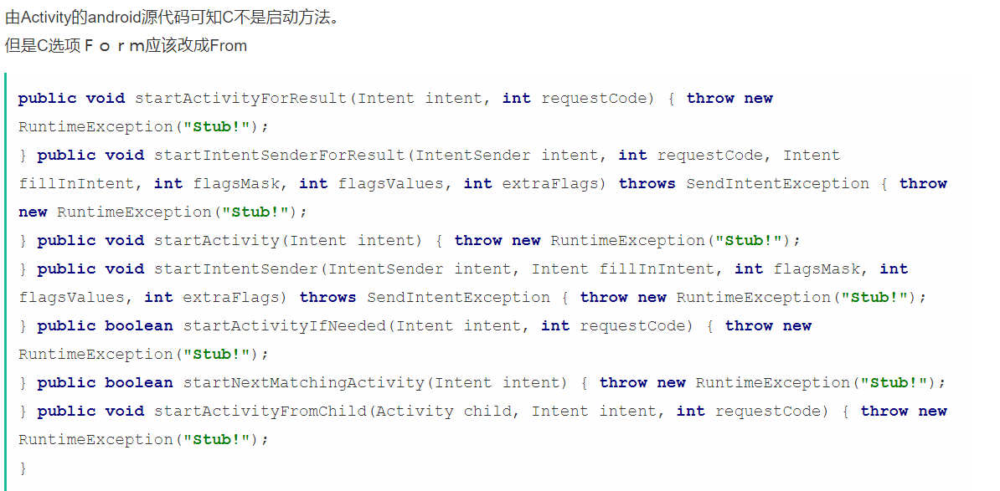 由Activity的android源代码可知C不是启动方法。
但是C选项Ｆｏｒｍ应该改成From
public void startActivityForResult(Intent intent, int requestCode) { throw new
RuntimeException("Stub!");
} public void startIntentSenderForResult(IntentSender intent, int requestCode, Intent
fillInIntent, int flagsMask, int flagsValues, int extraFlags) throws SendIntentException { throw
new RuntimeException("Stub!");
} public void startActivity(Intent intent) { throw new RuntimeException("Stub!");
} public void startIntentSender(IntentSender intent, Intent fillInIntent, int flagsMask, int
flagsValues, int extraFlags) throws SendIntentException { throw new RuntimeException("Stub!");
} public boolean startActivityIfNeeded(Intent intent, int requestCode) { throw new
RuntimeException("Stub!");
} public boolean startNextMatchingActivity(Intent intent) { throw new RuntimeException("Stub!");
} public void startActivityFromChild(Activity child, Intent intent, int requestCode) { throw new
RuntimeException("Stub!");
}